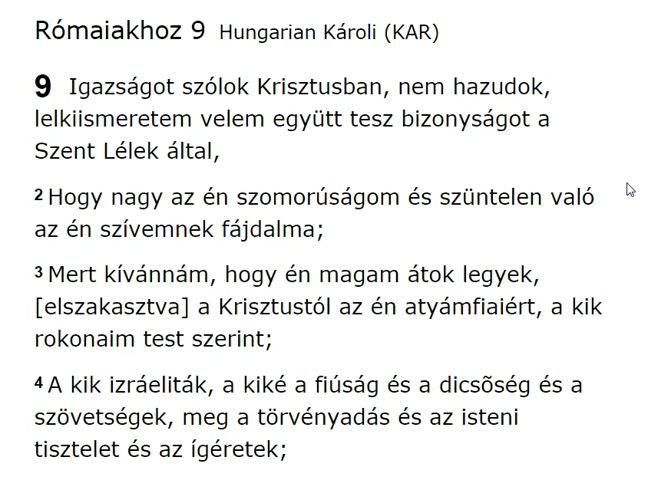 Rómaiakhoz 9 Hungarian Károli (KAR)
9 Igazságot szólok Krisztusban, nem hazudok,
lelkiismeretem velem együtt tesz bizonyságot a
Szent Lélek által,
2 Hogy nagy az én szomorúságom és szüntelen való
az én szívemnek fájdalma;
3 Mert kívánnám, hogy én magam átok legyek,
[elszakasztva] a Krisztustól az én atyámfiaiért, a kik
rokonaim test szerint;
4 A kik izráeliták, a kiké a fiúság és a dicsõség és a
szövetségek, meg a törvényadás és az isteni
tisztelet és az ígéretek;